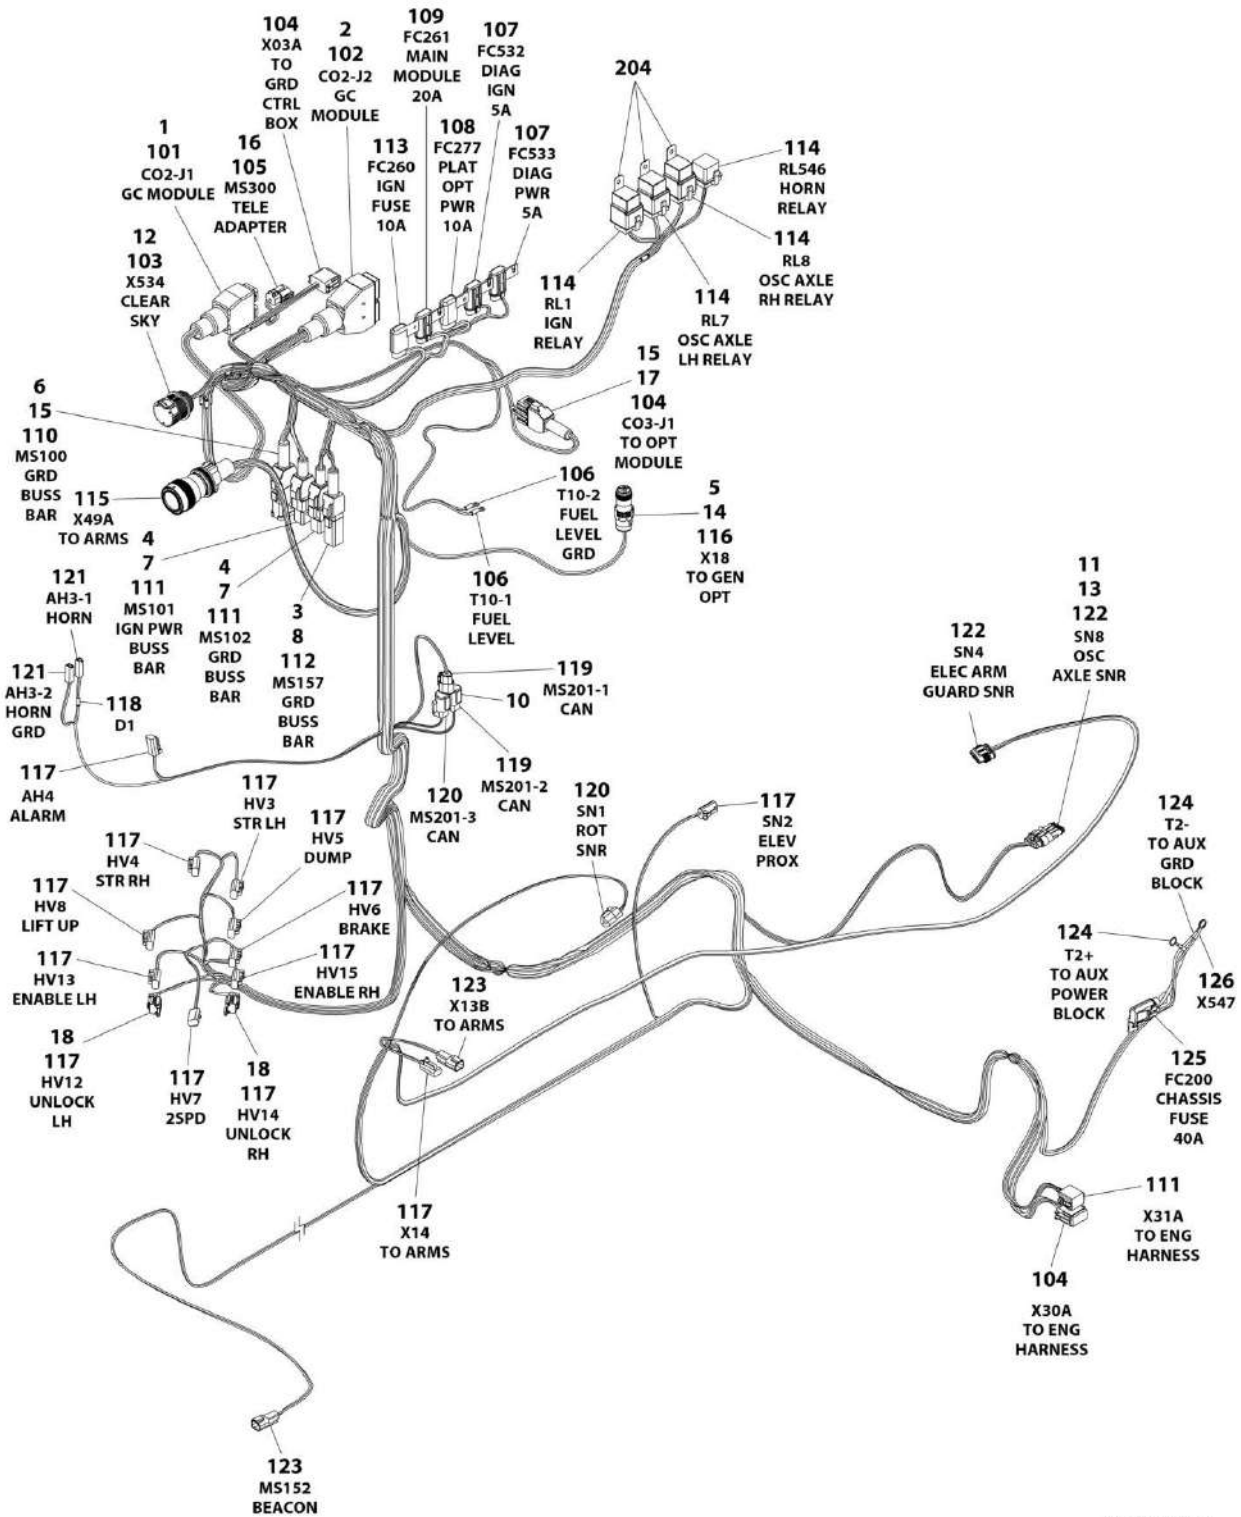 104
X03A
TO
GRD
CTRL
BOX
2
102
CO2-J2
GC
MODULE
109
FC261
MAIN
MODULE
20A
107
FC532
DIAG
IGN
5A
204
1
101
CO2-J1
GC MODULE
16
105
MS300
TELE
ADAPTER
113
FC260
IGN
FUSE
10A
108
FC277
PLAT
OPT
PWR
10A
107
FC533
DIAG
PWR
5A
114
RL546
HORN
RELAY
12
103
X534
CLEAR
SKY
114
RL1
IGN
RELAY
114
RL7
OSC AXLE
LH RELAY
114
RL8
OSC AXLE
RH RELAY
6
15
110
MS100
GRD
BUSS
BAR
15
17
104
CO3-J1
TO OPT
MODULE
115
X49A
TO ARMS
106
T10-2
FUEL
LEVEL
GRD
5
14
116
X18
TO GEN
OPT
4
7
111
MS101
IGN PWR
BUSS
BAR
4
7
111
MS102
GRD
BUSS
BAR
3
8
112
MS157
GRD
BUSS
BAR
106
T10-1
FUEL
LEVEL
121
AH3-1
HORN
121
AH3-2
HORN
GRD
118
D1
119
MS201-1
CAN
10
122
SN4
ELEC ARM
GUARD SNR
11
13
122
SN8
OSC
AXLE SNR
117
AH4
ALARM
117
HV3
STR LH
120
MS201-3
CAN
119
MS201-2
CAN
120
SN1
ROT
SNR
117
SN2
ELEV
PROX
124
T2-
TO AUX
GRD
BLOCK
117
HV4
STR RH
117
HV5
DUMP
117
HV8
LIFT UP
117
HV6
BRAKE
117
HV13
ENABLE LH
117
HV15
ENABLE RH
123
X13B
TO ARMS
124
T2+
TO AUX
POWER
BLOCK
126
X547
18
117
HV12
UNLOCK
LH
117
HV7
2SPD
18
117
HV14
UNLOCK
RH
125
FC200
CHASSIS
FUSE
40A
117
X14
TO ARMS
111
X31A
TO ENG
HARNESS
104
X30A
TO ENG
HARNESS
123
MS152
BEACON